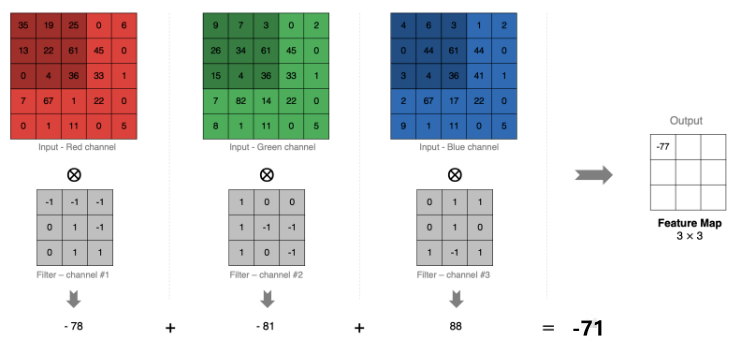 35 19 25 0 6 9 7 3 0 2 4 6 3 1 2
13 22 61 45 0 26 34 61 45 0 0 44 61 44 0
0 4 36 33 1 15 4 36 33 1 3 4 36 41 1
7 67 1 22 0 7 82 14 22 0 2 67 17 22 0
0 1 11 0 5 8 1 11 0 5 9 1 11 0 5
Input - Red channel Input - Green channel Input - Blue channel
Output
-77
Feature Map
3 × 3
-1 -1 -1 1 0 0 0 1 1
0 1 -1 1 -1 -1 0 1 0
0 1 1 1 0 -1 1 -1 1
Filter – channel #1 Filter – channel #2 Filter – channel #3
- 78 + - 81 + 88 = -71